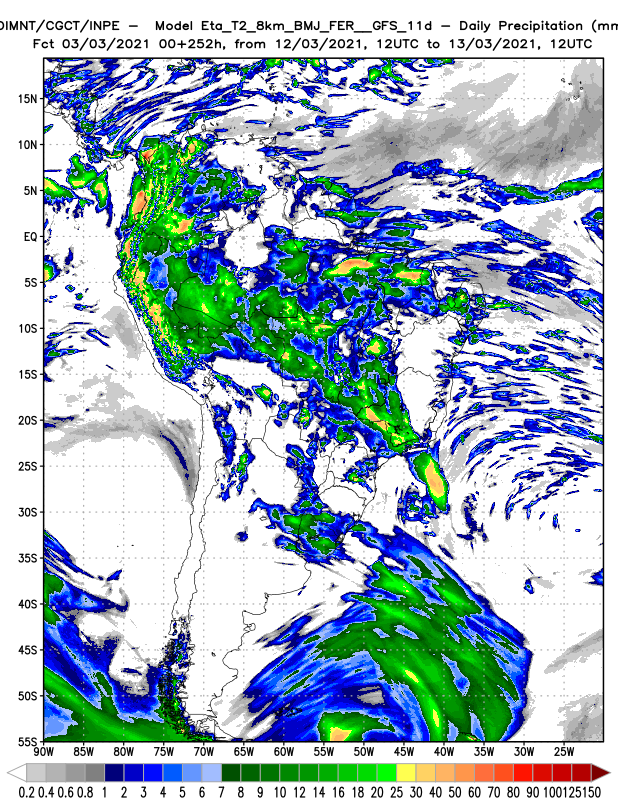 DIMNT/CGCT/INPE – Model Eta_T2_8km_BMJ_FER__GFS_11d – Daily Precipitation (mm
Fct 03/03/2021 00+252h, from 12/03/2021, 12UTC to 13/03/2021, 12UTC
15N
10N
5N
EQ
5S
10S
15S
20S
25S
30S
35S
40S
45S
50S
55S
90W 85W 80W 75W 70W 65W 60W 55W 50W 45W 40W 35W 30W 25W
0.2 0.4 0.6 0.8 1 2 3 4 5 6 7 8 9 10 12 14 16 18 20 25 30 40 50 60 70 80 90 100 125 150